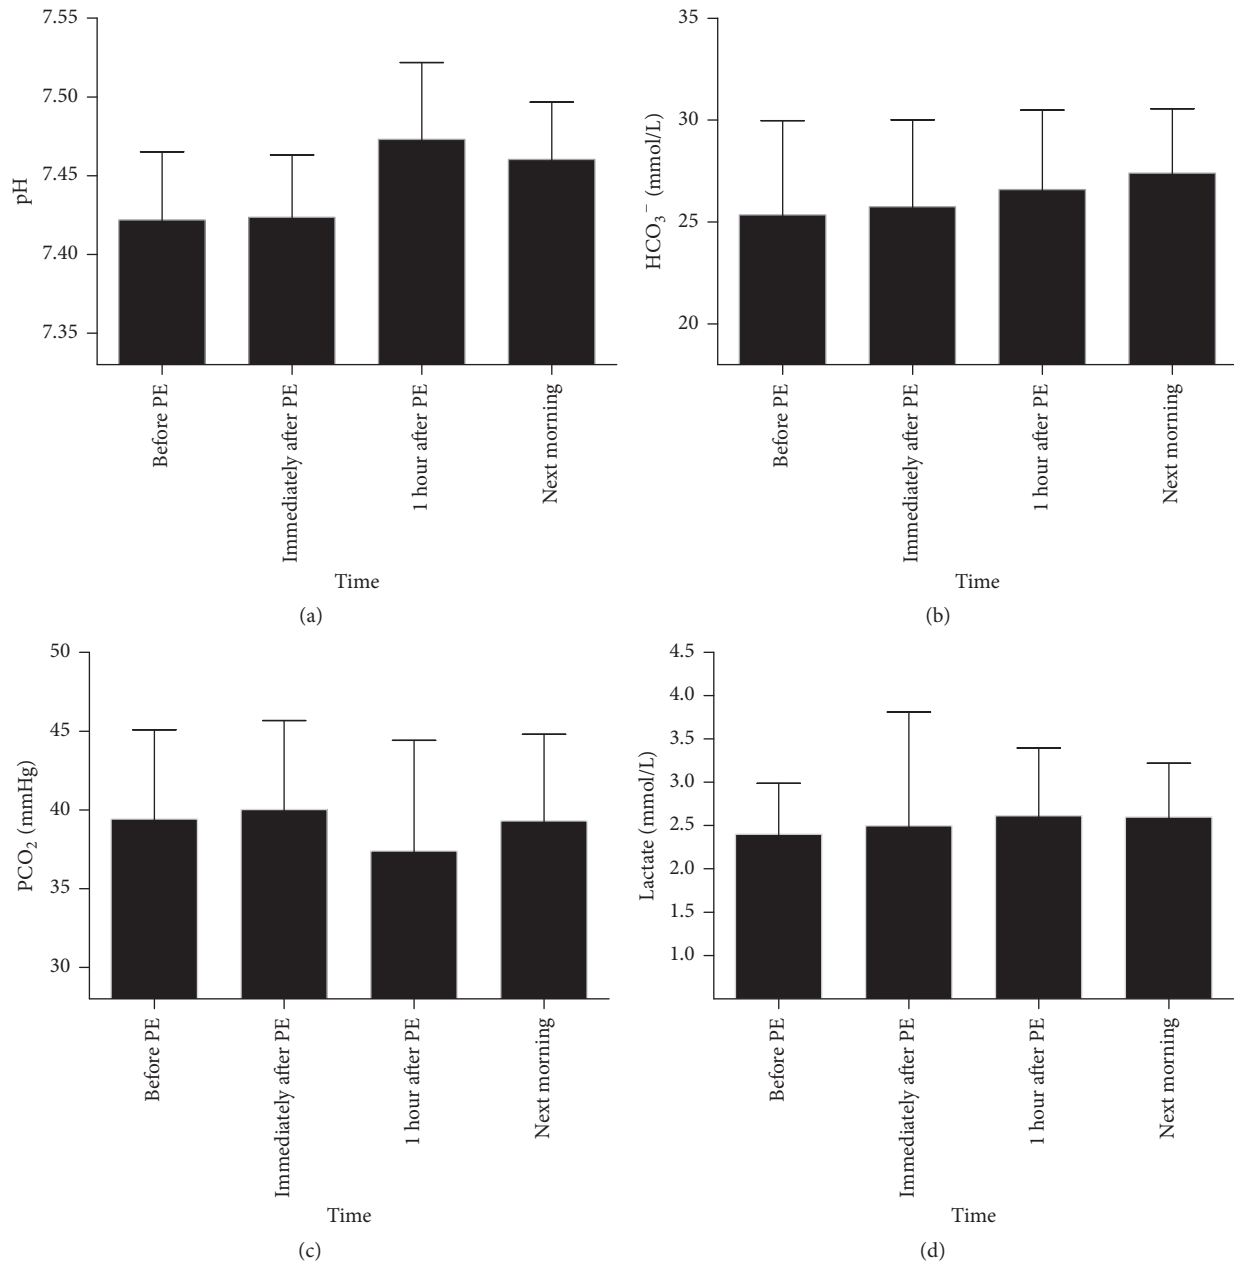 7.55
7.50
7.45
7.40
7.35
pH
Before PE
Immediately after PE
1 hour after PE
Next morning
Time
(a)
35
30
25
20
HCO₃⁻ (mmol/L)
Before PE
Immediately after PE
1 hour after PE
Next morning
Time
(b)
50
45
40
35
30
PCO₂ (mmHg)
Before PE
Immediately after PE
1 hour after PE
Next morning
Time
(c)
4.5
4.0
3.5
3.0
2.5
2.0
1.5
1.0
Lactate (mmol/L)
Before PE
Immediately after PE
1 hour after PE
Next morning
Time
(d)